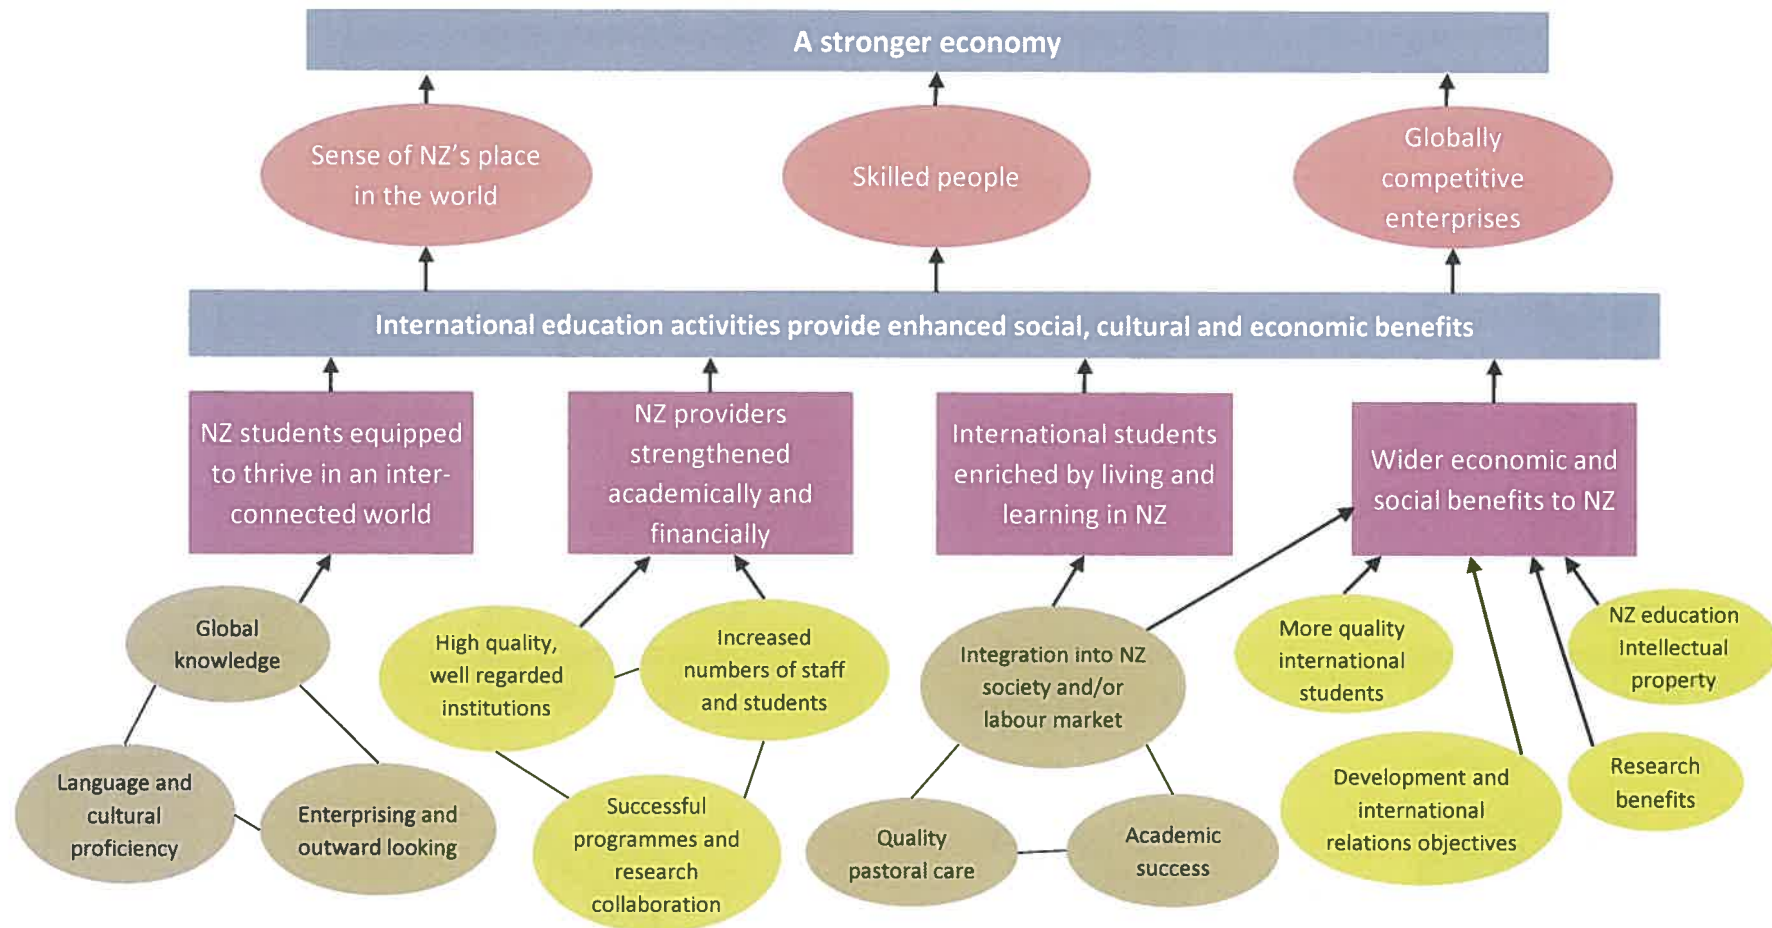 A stronger economy
Sense of NZ's place
in the world
Skilled people
Globally
competitive
enterprises
International education activities provide enhanced social, cultural and economic benefits
NZ students equipped
to thrive in an inter-
connected world
NZ providers
strengthened
academically and
financially
International students
enriched by living and
learning in NZ
Wider economic and
social benefits to NZ
Global
knowledge
Language and
cultural
proficiency
Enterprising and
outward looking
High quality,
well regarded
institutions
Increased
numbers of staff
and students
Successful
programmes and
research
collaboration
Integration into NZ
society and/or
labour market
Quality
pastoral care
Academic
success
More quality
international
students
NZ education
Intellectual
property
Development and
international
relations objectives
Research
benefits